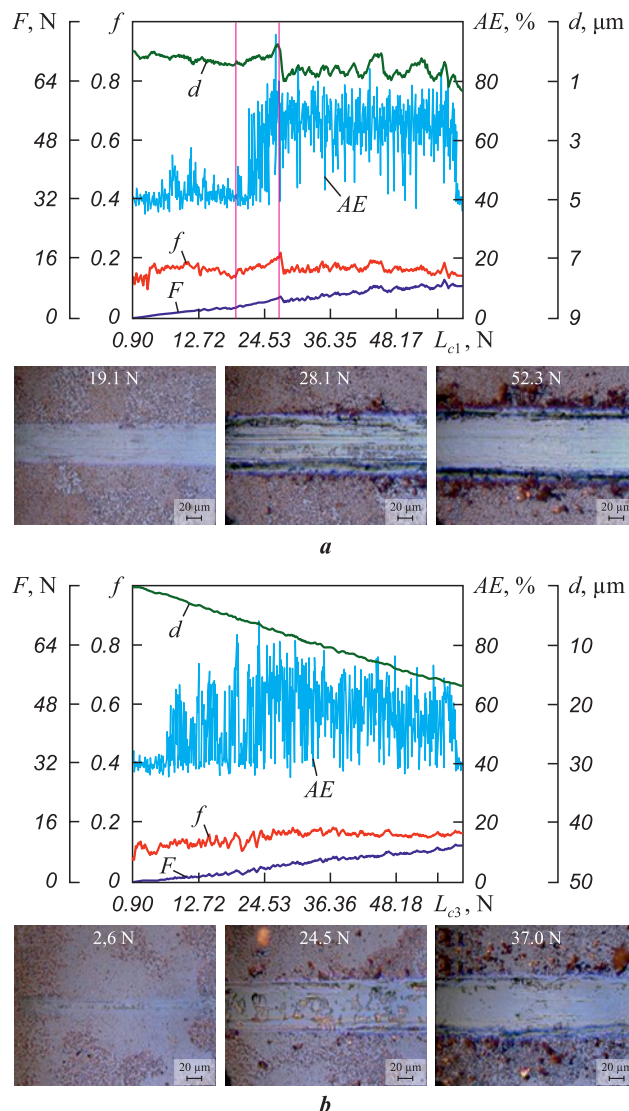 F, N f AE, % d, µm
64 0.8 80 1
d
48 0.6 60 3
32 0.4 40 5
AE
16 0.2 20 7
f
F
0 0 0 9
0.90 12.72 24.53 36.35 48.17 Lc1, N
19.1 N 28.1 N 52.3 N
20 µm 20 µm 20 µm
a
F, N f AE, % d, µm
64 0.8 80 10
d
48 0.6 60 20
32 0.4 40 30
AE
16 0.2 20 40
f
F
0 0 0 50
0.90 12.72 24.53 36.36 48.18 Lc3, N
2,6 N 24.5 N 37.0 N
20 µm 20 µm 20 µm
b